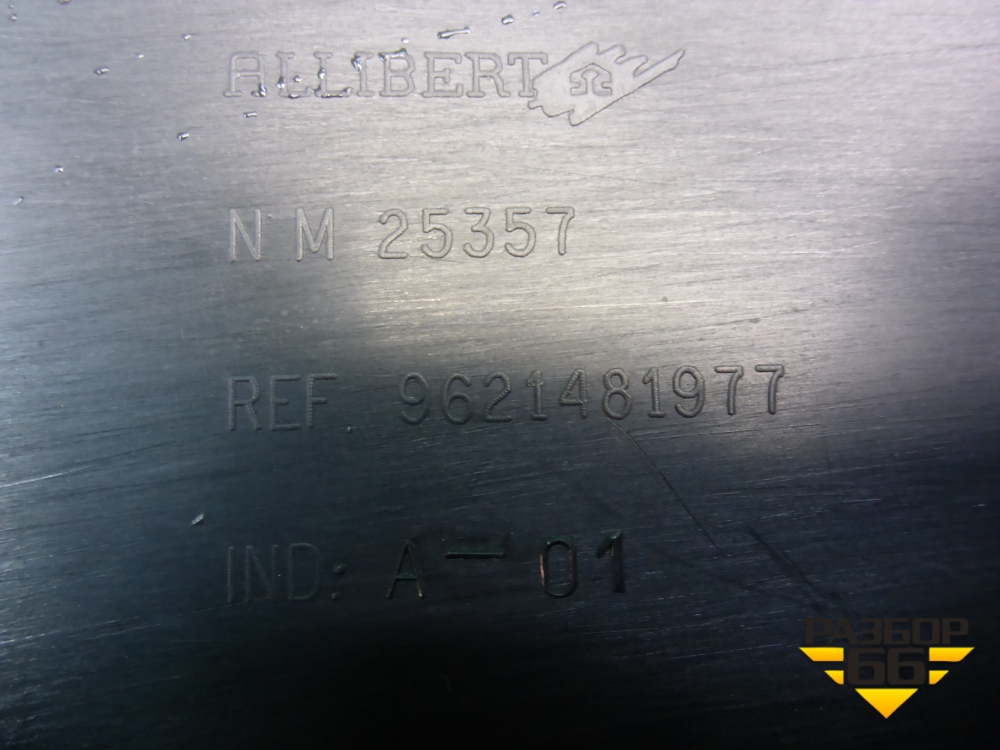 ALLIBERT
N M 25357
REF. 9621481977
IND: A-01
РАЗБОР
66